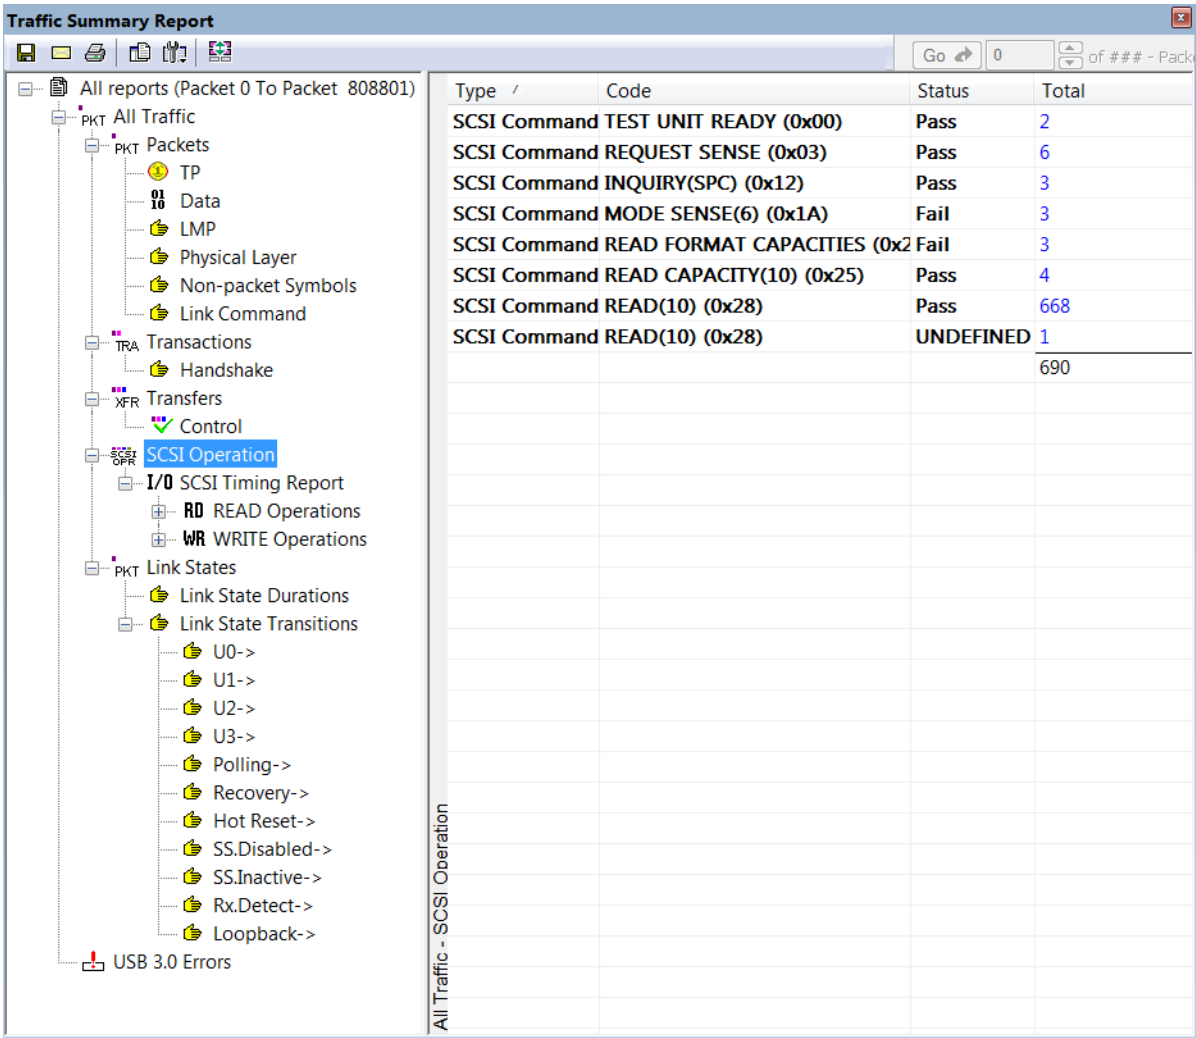 Traffic Summary Report
Go 0 of ### - Pack
All reports (Packet 0 To Packet 808801)
PKT All Traffic
PKT Packets
TP
01 10 Data
LMP
Physical Layer
Non-packet Symbols
Link Command
TRA Transactions
Handshake
XFR Transfers
Control
SCSI OPR SCSI Operation
I/O SCSI Timing Report
RD READ Operations
WR WRITE Operations
PKT Link States
Link State Durations
Link State Transitions
U0->
U1->
U2->
U3->
Polling->
Recovery->
Hot Reset->
SS.Disabled->
SS.Inactive->
Rx.Detect->
Loopback->
USB 3.0 Errors
All Traffic - SCSI Operation
Type Code Status Total
SCSI Command TEST UNIT READY (0x00) Pass 2
SCSI Command REQUEST SENSE (0x03) Pass 6
SCSI Command INQUIRY(SPC) (0x12) Pass 3
SCSI Command MODE SENSE(6) (0x1A) Fail 3
SCSI Command READ FORMAT CAPACITIES (0x2 Fail 3
SCSI Command READ CAPACITY(10) (0x25) Pass 4
SCSI Command READ(10) (0x28) Pass 668
SCSI Command READ(10) (0x28) UNDEFINED 1
690